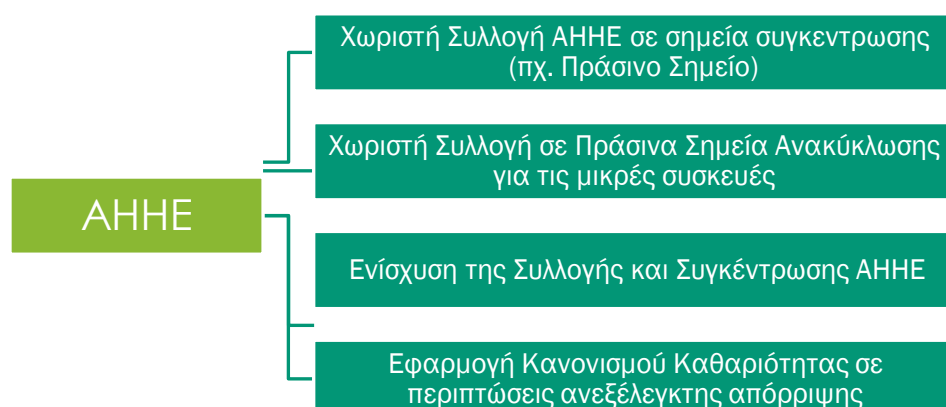 Χωριστή Συλλογή ΑΗΗΕ σε σημεία συγκεντρωσης
(πχ. Πράσινο Σημείο)
Χωριστή Συλλογή σε Πράσινα Σημεία Ανακύκλωσης
για τις μικρές συσκευές
ΑΗΗΕ
Ενίσχυση της Συλλογής και Συγκέντρωσης ΑΗΗΕ
Εφαρμογή Κανονισμού Καθαριότητας σε
περιπτώσεις ανεξέλεγκτης απόρριψης